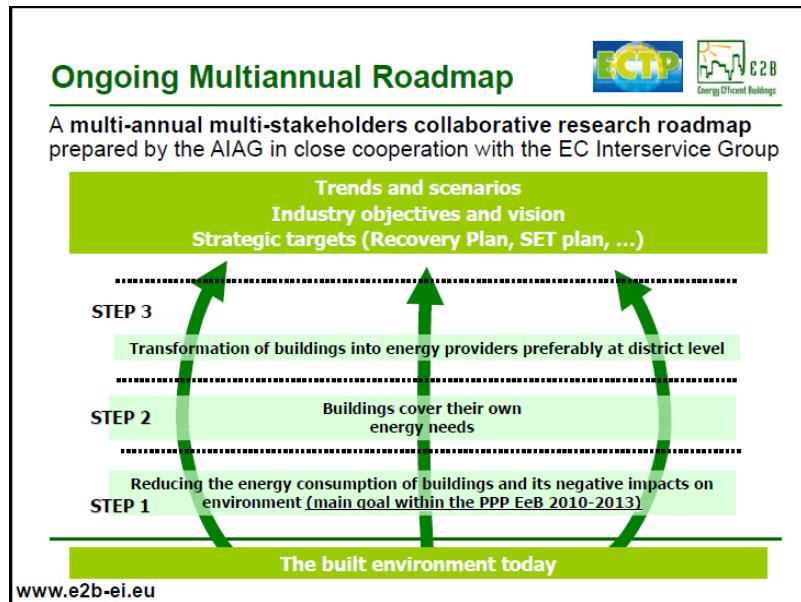 Ongoing Multiannual Roadmap
ECTP
E2B
Energy Efficient Buildings
A multi-annual multi-stakeholders collaborative research roadmap
prepared by the AIAG in close cooperation with the EC Interservice Group
Trends and scenarios
Industry objectives and vision
Strategic targets (Recovery Plan, SET plan, ...)
STEP 3
Transformation of buildings into energy providers preferably at district level
STEP 2
Buildings cover their own
energy needs
Reducing the energy consumption of buildings and its negative impacts on
environment (main goal within the PPP EeB 2010-2013)
STEP 1
The built environment today
www.e2b-ei.eu